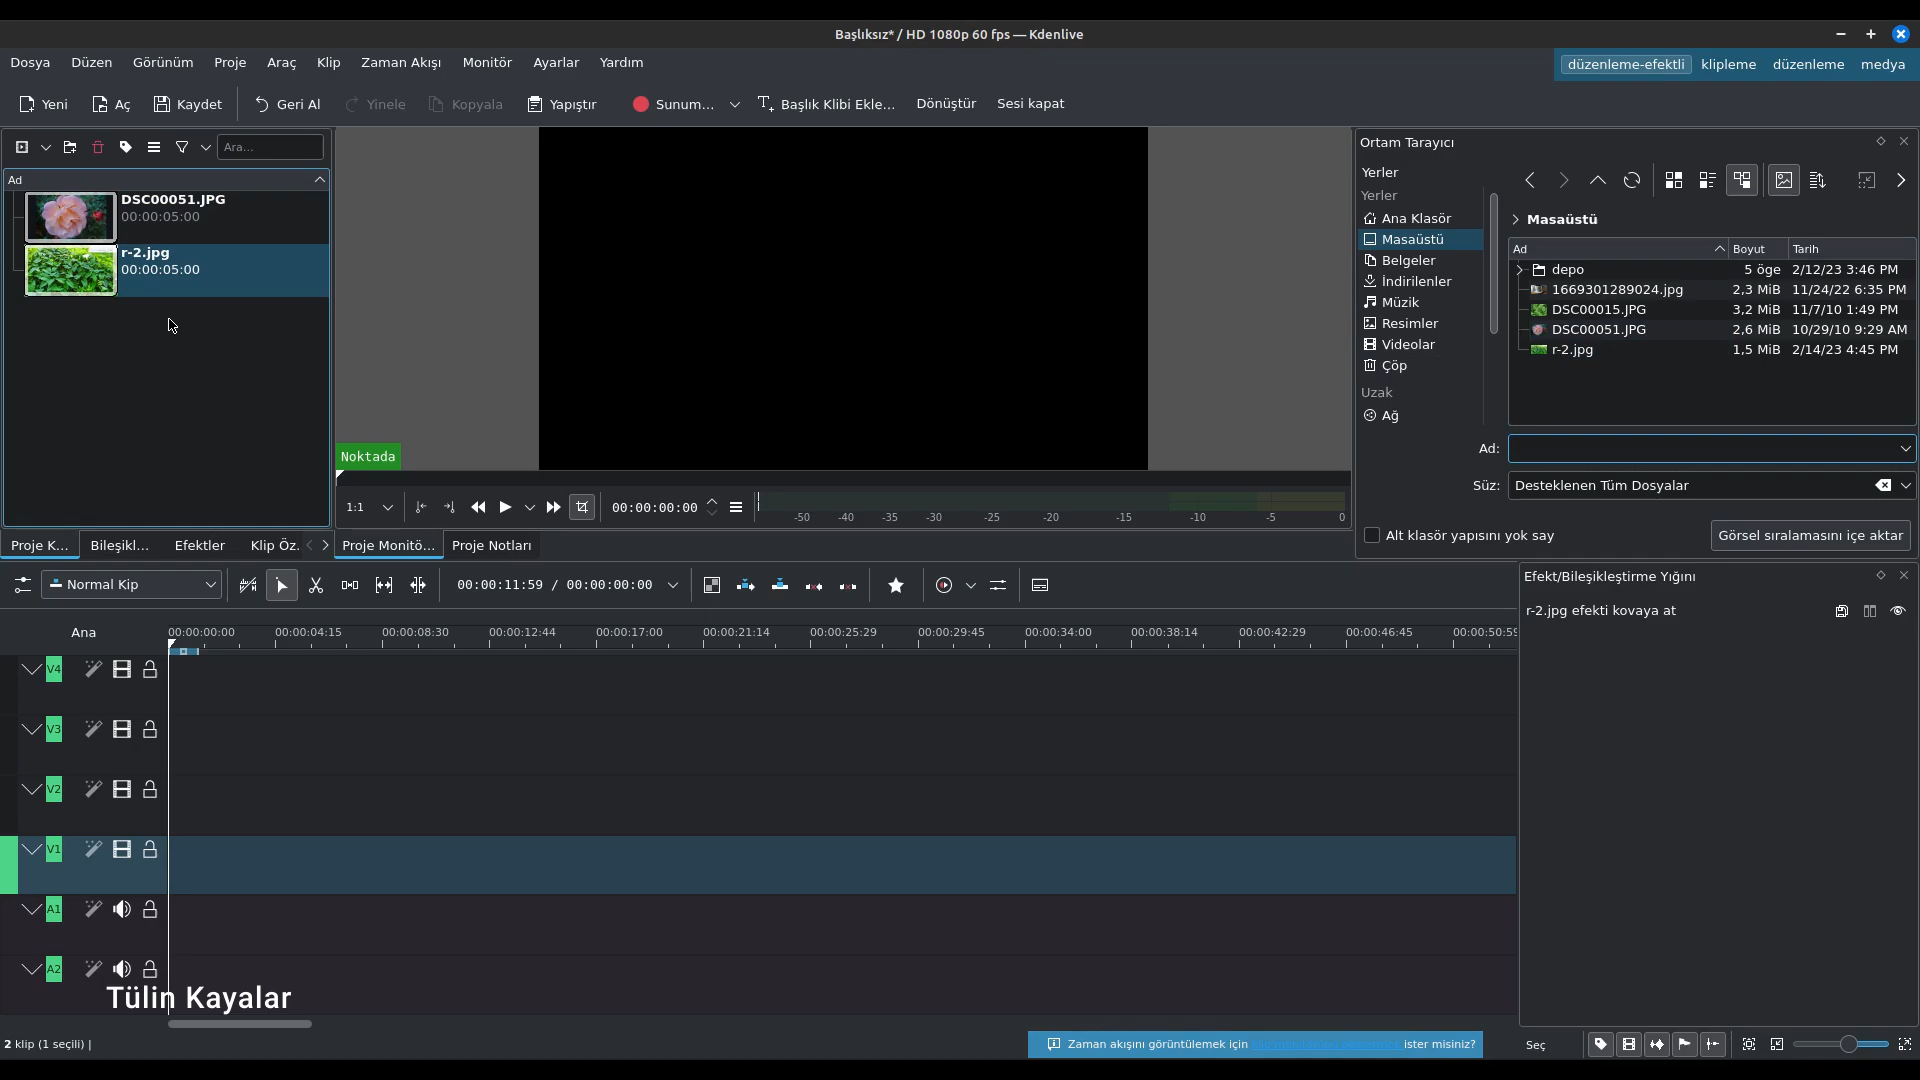 Başlıksız* / HD 1080p 60 fps — Kdenlive
Dosya Düzen Görünüm Proje Araç Klip Zaman Akışı Monitör Ayarlar Yardım
düzenleme-efektli klipleme düzenleme medya
Yeni Aç Kaydet Geri Al Yinele Kopyala Yapıştır Sunum... Başlık Klibi Ekle... Dönüştür Sesi kapat
Ara...
Ad
DSC00051.JPG
00:00:05:00
r-2.jpg
00:00:05:00
Noktada
1:1 00:00:00:00
-50 -40 -35 -30 -25 -20 -15 -10 -5 0
Proje K... Bileşikl... Efektler Klip Öz. Proje Monitö... Proje Notları
Ortam Tarayıcı
Yerler
Yerler
Ana Klasör
Masaüstü
Belgeler
İndirilenler
Müzik
Resimler
Videolar
Çöp
Uzak
Ağ
Masaüstü
Ad Boyut Tarih
depo 5 öge 2/12/23 3:46 PM
1669301289024.jpg 2,3 MiB 11/24/22 6:35 PM
DSC00015.JPG 3,2 MiB 11/7/10 1:49 PM
DSC00051.JPG 2,6 MiB 10/29/10 9:29 AM
r-2.jpg 1,5 MiB 2/14/23 4:45 PM
Ad:
Süz: Desteklenen Tüm Dosyalar
Alt klasör yapısını yok say Görsel sıralamasını içe aktar
Normal Kip 00:00:11:59 / 00:00:00:00
Efekt/Bileşikleştirme Yığını
r-2.jpg efekti kovaya at
Ana 00:00:00:00 00:00:04:15 00:00:08:30 00:00:12:44 00:00:17:00 00:00:21:14 00:00:25:29 00:00:29:45 00:00:34:00 00:00:38:14 00:00:42:29 00:00:46:45 00:00:50:59
V4
V3
V2
V1
A1
A2
Tülin Kayalar
2 klip (1 seçili) |
Zaman akışını görüntülemek için ister misiniz?
Seç